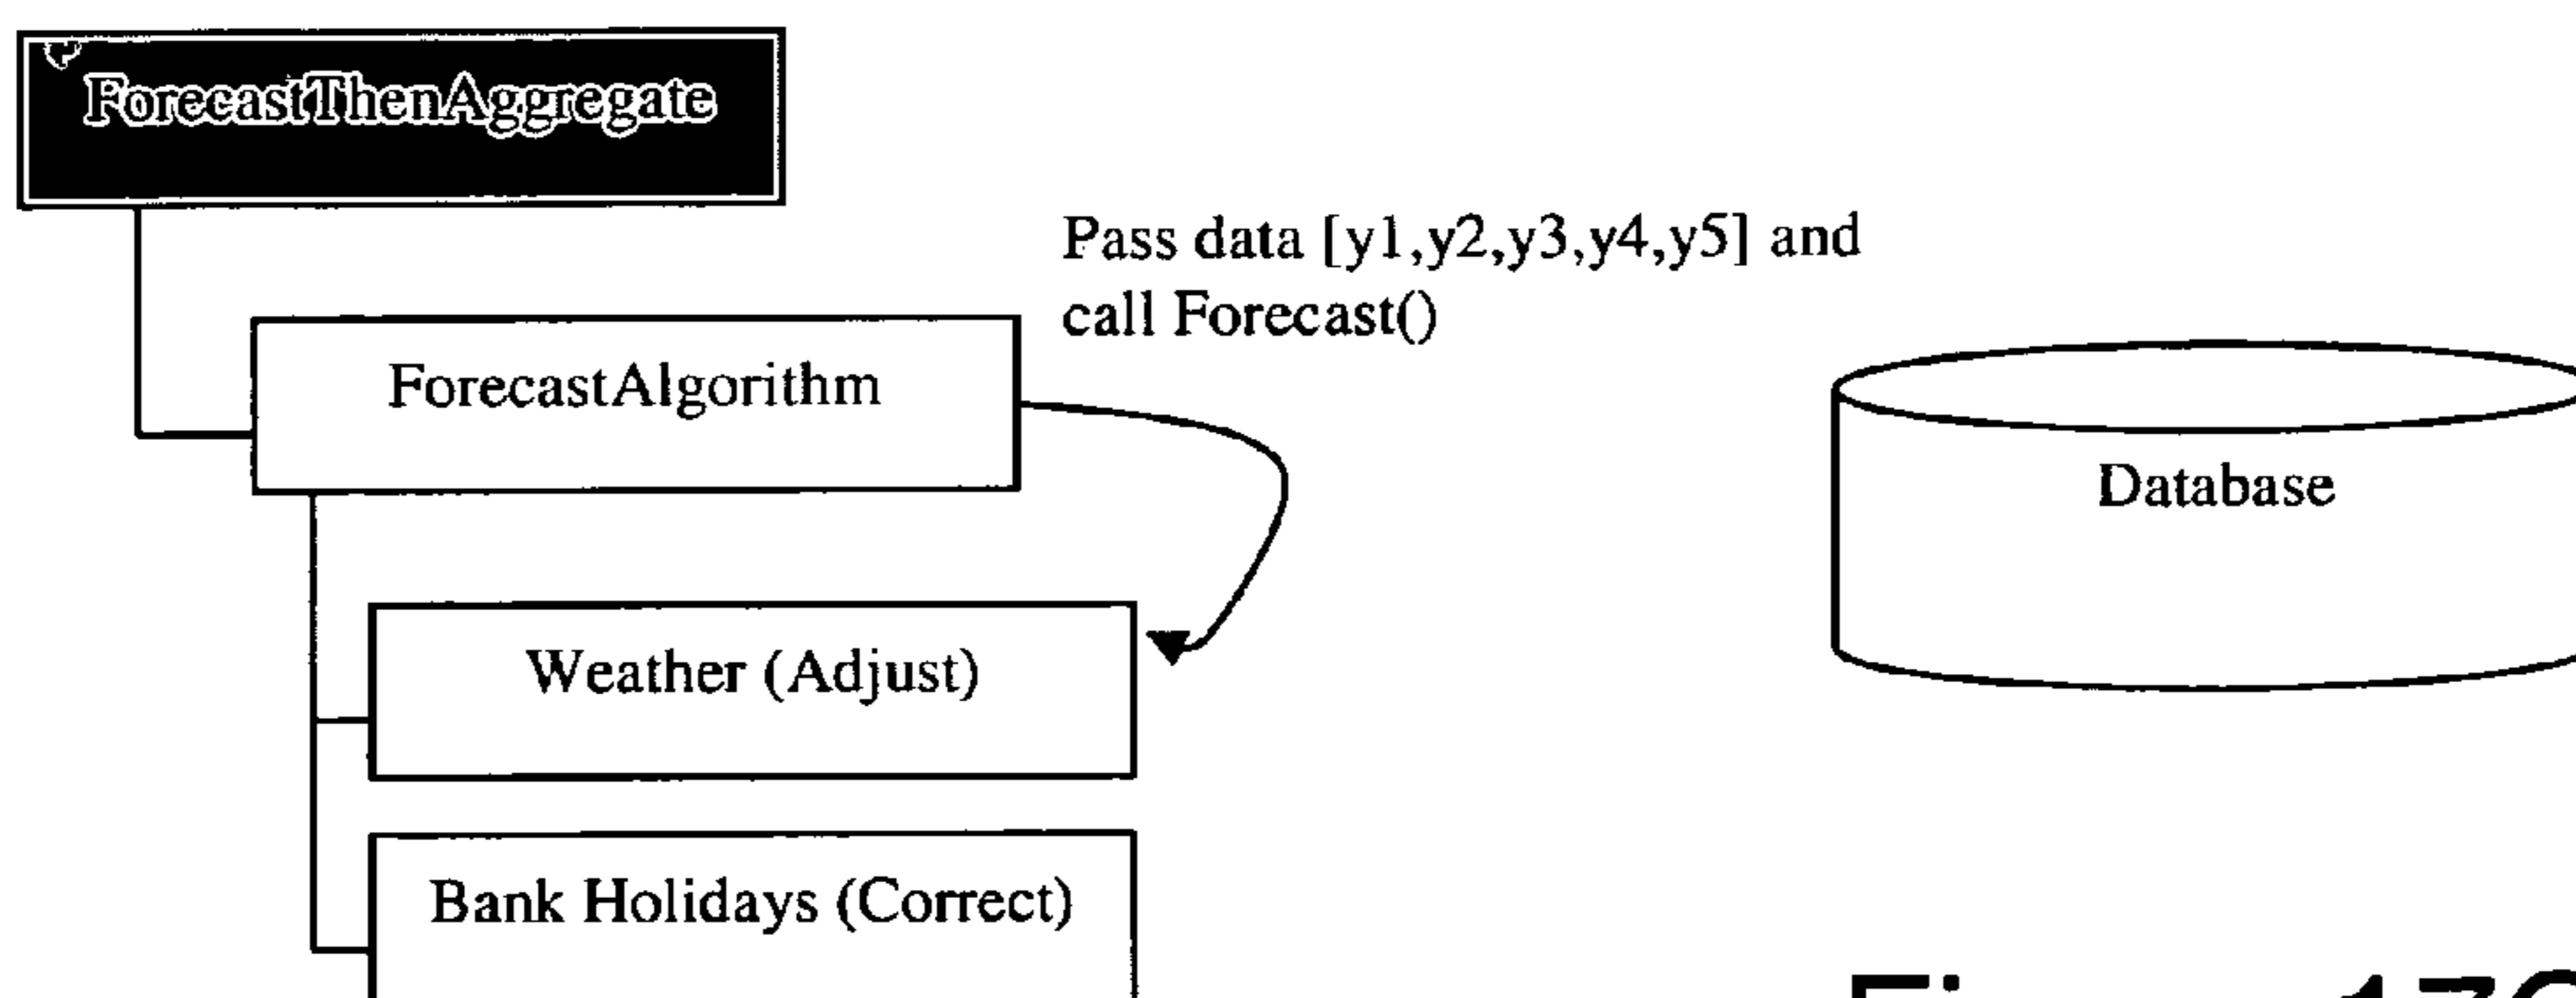 ForecastThenAggregate
Pass data [y1,y2,y3,y4,y5] and
call Forecast()
ForecastAlgorithm
Database
Weather (Adjust)
Bank Holidays (Correct)